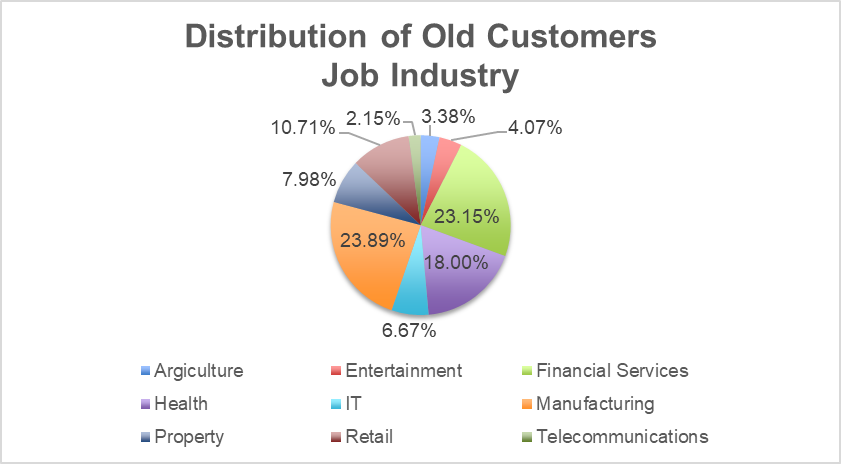 Distribution of Old Customers
Job Industry
2.15%
3.38%
10.71%
4.07%
7.98%
23.15%
23.89%
18.00%
6.67%
Argiculture
Entertainment
Financial Services
Health
IT
Manufacturing
Property
Retail
Telecommunications